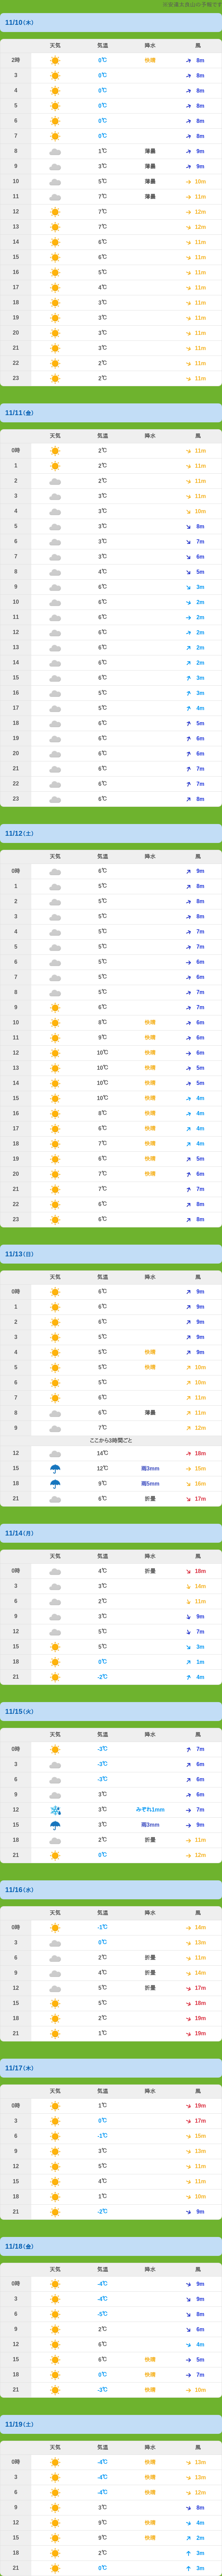 11/10(木)
天気 気温 降水 風
2時 0℃ 快晴 8m
3 0℃ 8m
4 0℃ 8m
5 0℃ 8m
6 0℃ 8m
7 0℃ 8m
8 1℃ 薄曇 9m
9 3℃ 薄曇 9m
10 5℃ 薄曇 10m
11 7℃ 薄曇 11m
12 7℃ 12m
13 7℃ 12m
14 6℃ 11m
15 6℃ 11m
16 5℃ 11m
17 4℃ 11m
18 3℃ 11m
19 3℃ 11m
20 3℃ 11m
21 3℃ 11m
22 2℃ 11m
23 2℃ 11m
11/11(金)
天気 気温 降水 風
0時 2℃ 11m
1 2℃ 11m
2 2℃ 11m
3 3℃ 11m
4 3℃ 10m
5 3℃ 8m
6 3℃ 7m
7 3℃ 6m
8 4℃ 5m
9 6℃ 3m
10 6℃ 2m
11 6℃ 2m
12 6℃ 2m
13 6℃ 2m
14 6℃ 2m
15 6℃ 3m
16 5℃ 3m
17 5℃ 4m
18 6℃ 5m
19 6℃ 6m
20 6℃ 6m
21 6℃ 7m
22 6℃ 7m
23 6℃ 8m
11/12(土)
天気 気温 降水 風
0時 6℃ 9m
1 5℃ 8m
2 5℃ 8m
3 5℃ 8m
4 5℃ 7m
5 5℃ 7m
6 5℃ 6m
7 5℃ 6m
8 5℃ 7m
9 6℃ 7m
10 8℃ 快晴 6m
11 9℃ 快晴 6m
12 10℃ 快晴 6m
13 10℃ 快晴 5m
14 10℃ 快晴 5m
15 10℃ 快晴 4m
16 8℃ 快晴 4m
17 6℃ 快晴 4m
18 7℃ 快晴 4m
19 6℃ 快晴 5m
20 7℃ 快晴 6m
21 7℃ 7m
22 6℃ 8m
23 6℃ 8m
11/13(日)
天気 気温 降水 風
0時 6℃ 9m
1 6℃ 9m
2 6℃ 9m
3 5℃ 9m
4 5℃ 快晴 9m
5 5℃ 快晴 10m
6 5℃ 10m
7 6℃ 11m
8 6℃ 薄曇 11m
9 7℃ 12m
ここから3時間ごと
12 14℃ 18m
15 12℃ 雨3mm 15m
18 9℃ 雨5mm 16m
21 6℃ 折曇 17m
11/14(月)
天気 気温 降水 風
0時 4℃ 折曇 18m
3 3℃ 14m
6 2℃ 11m
9 3℃ 9m
12 5℃ 7m
15 5℃ 3m
18 0℃ 1m
21 -2℃ 4m
11/15(火)
天気 気温 降水 風
0時 -3℃ 7m
3 -3℃ 6m
6 -3℃ 6m
9 3℃ 6m
12 3℃ みぞれ1mm 7m
15 3℃ 雨3mm 9m
18 2℃ 折曇 11m
21 0℃ 12m
11/16(水)
天気 気温 降水 風
0時 -1℃ 14m
3 0℃ 13m
6 2℃ 折曇 11m
9 4℃ 折曇 14m
12 5℃ 折曇 17m
15 5℃ 18m
18 2℃ 19m
21 1℃ 19m
11/17(木)
天気 気温 降水 風
0時 1℃ 19m
3 0℃ 17m
6 -1℃ 15m
9 3℃ 13m
12 5℃ 11m
15 4℃ 11m
18 1℃ 10m
21 -2℃ 9m
11/18(金)
天気 気温 降水 風
0時 -4℃ 9m
3 -4℃ 9m
6 -5℃ 8m
9 2℃ 6m
12 6℃ 4m
15 6℃ 快晴 5m
18 0℃ 快晴 7m
21 -3℃ 快晴 10m
11/19(土)
天気 気温 降水 風
0時 -4℃ 快晴 13m
3 -4℃ 快晴 13m
6 -4℃ 快晴 12m
9 3℃ 8m
12 9℃ 快晴 4m
15 9℃ 快晴 2m
18 2℃ 3m
21 0℃ 3m